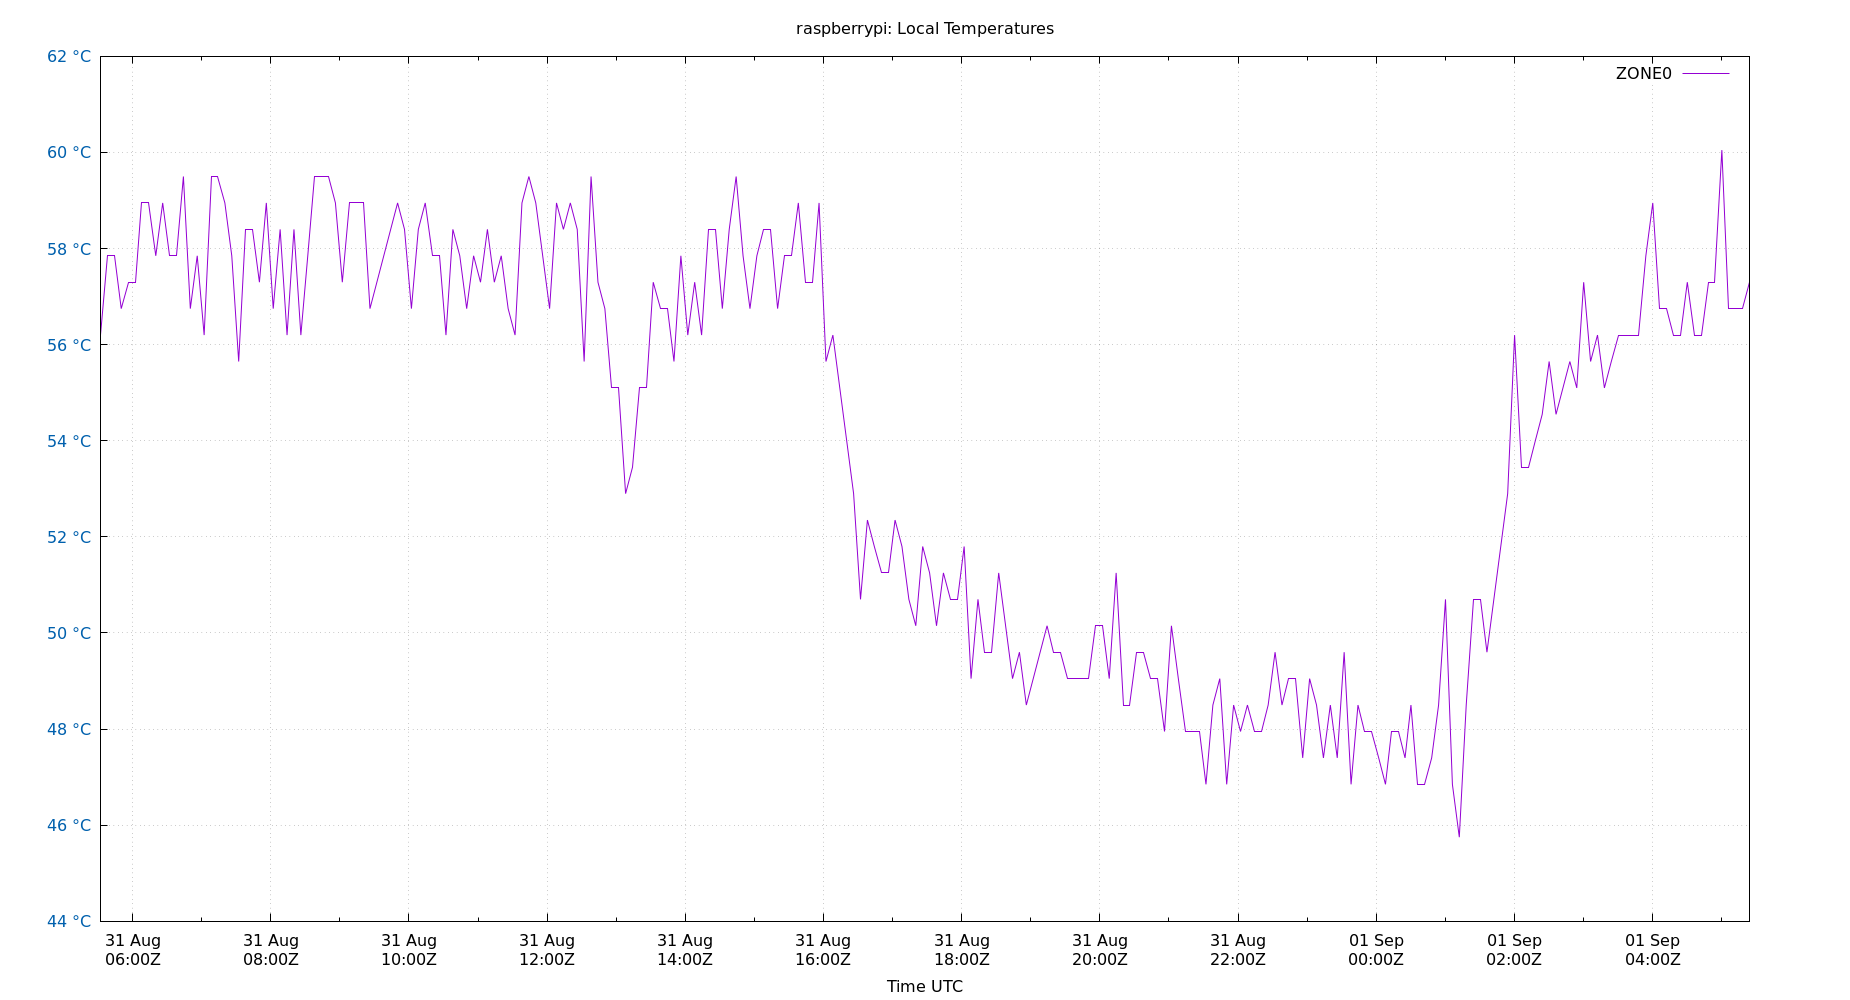 raspberrypi: Local Temperatures
62 °C
ZONE0
60 °C
58 °C
56 °C
54 °C
52 °C
50 °C
48 °C
46 °C
44 °C
31 Aug 31 Aug 31 Aug 31 Aug 31 Aug 31 Aug 31 Aug 31 Aug 31 Aug 01 Sep 01 Sep 01 Sep
06:00Z 08:00Z 10:00Z 12:00Z 14:00Z 16:00Z 18:00Z 20:00Z 22:00Z 00:00Z 02:00Z 04:00Z
Time UTC